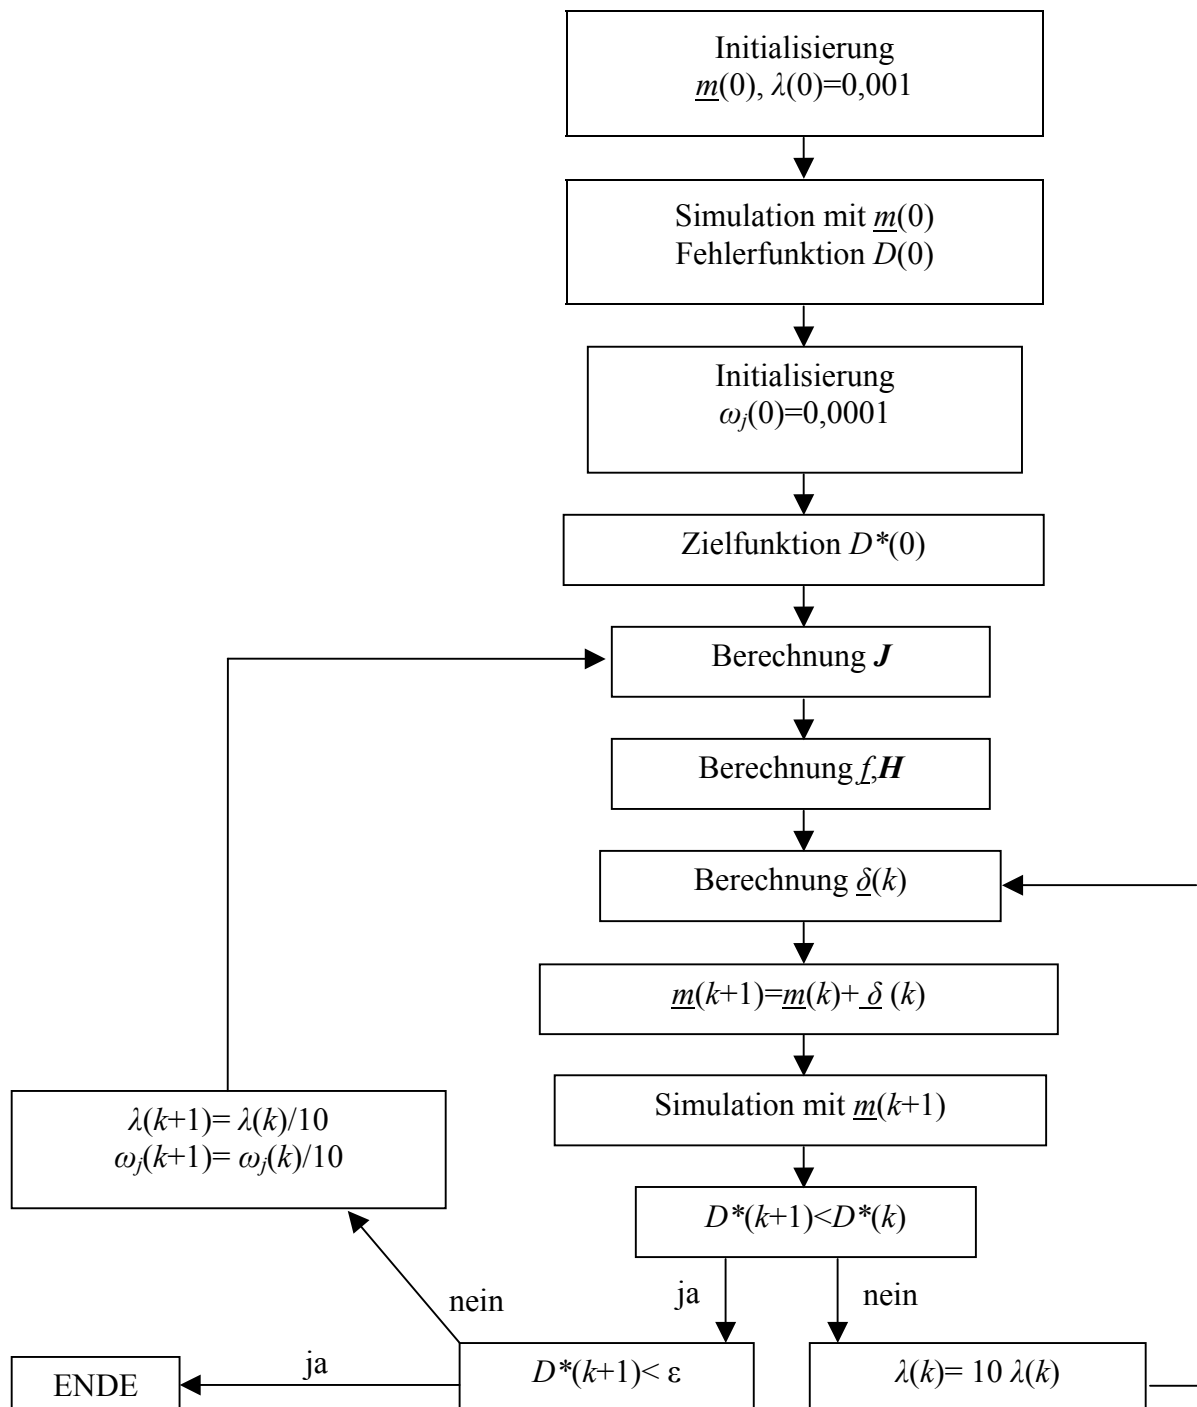 Initialisierung
m(0), λ(0)=0,001
Simulation mit m(0)
Fehlerfunktion D(0)
Initialisierung
ωj(0)=0,0001
Zielfunktion D*(0)
Berechnung J
Berechnung f,H
Berechnung δ(k)
m(k+1)=m(k)+ δ (k)
Simulation mit m(k+1)
λ(k+1)= λ(k)/10
ωj(k+1)= ωj(k)/10
D*(k+1)<D*(k)
nein
ja
nein
ja
ENDE
D*(k+1)< ε
λ(k)= 10 λ(k)